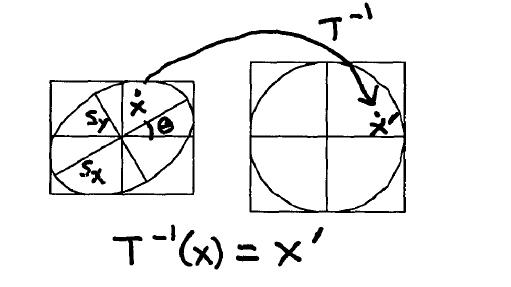 T⁻¹
ẋ
Sy
θ
ẋ′
Sx
T⁻¹(x) = x′